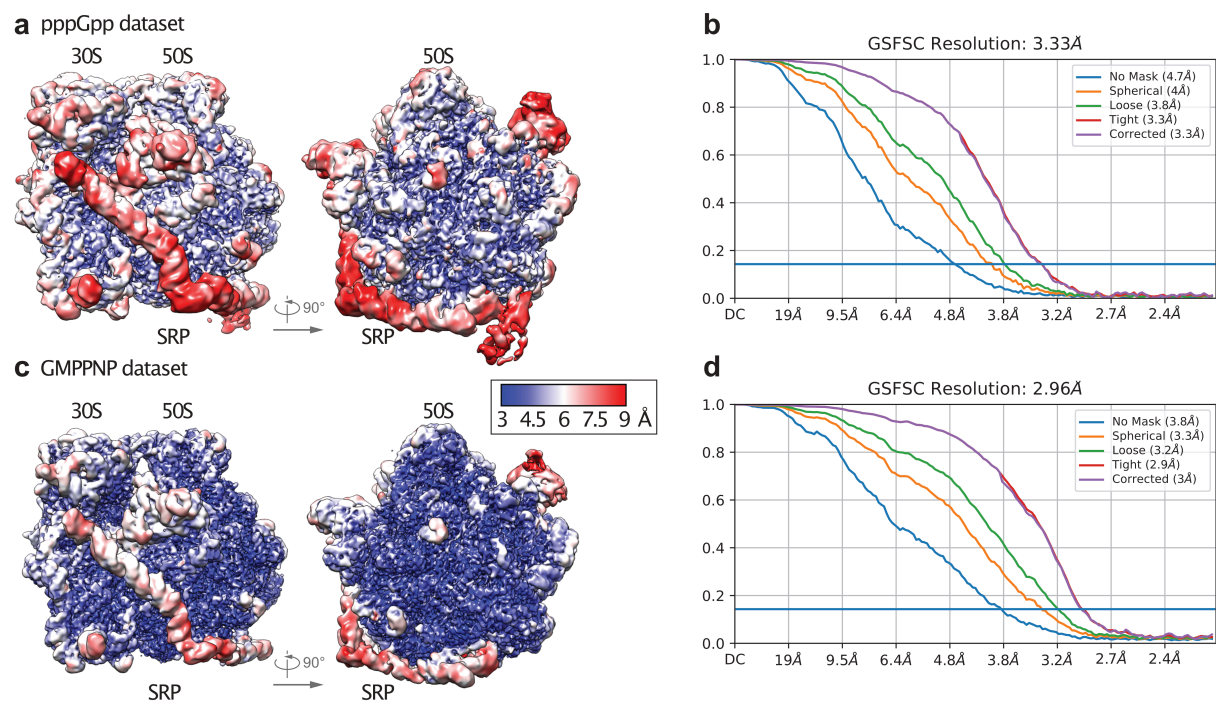 a pppGpp dataset
30S 50S
50S
SRP
90°
SRP
b
GSFSC Resolution: 3.33Å
1.0
0.8
0.6
0.4
0.2
0.0
No Mask (4.7Å)
Spherical (4Å)
Loose (3.8Å)
Tight (3.3Å)
Corrected (3.3Å)
DC 19Å 9.5Å 6.4Å 4.8Å 3.8Å 3.2Å 2.7Å 2.4Å
c GMPPNP dataset
3 4.5 6 7.5 9 Å
30S 50S
50S
SRP
90°
SRP
d
GSFSC Resolution: 2.96Å
1.0
0.8
0.6
0.4
0.2
0.0
No Mask (3.8Å)
Spherical (3.3Å)
Loose (3.2Å)
Tight (2.9Å)
Corrected (3Å)
DC 19Å 9.5Å 6.4Å 4.8Å 3.8Å 3.2Å 2.7Å 2.4Å